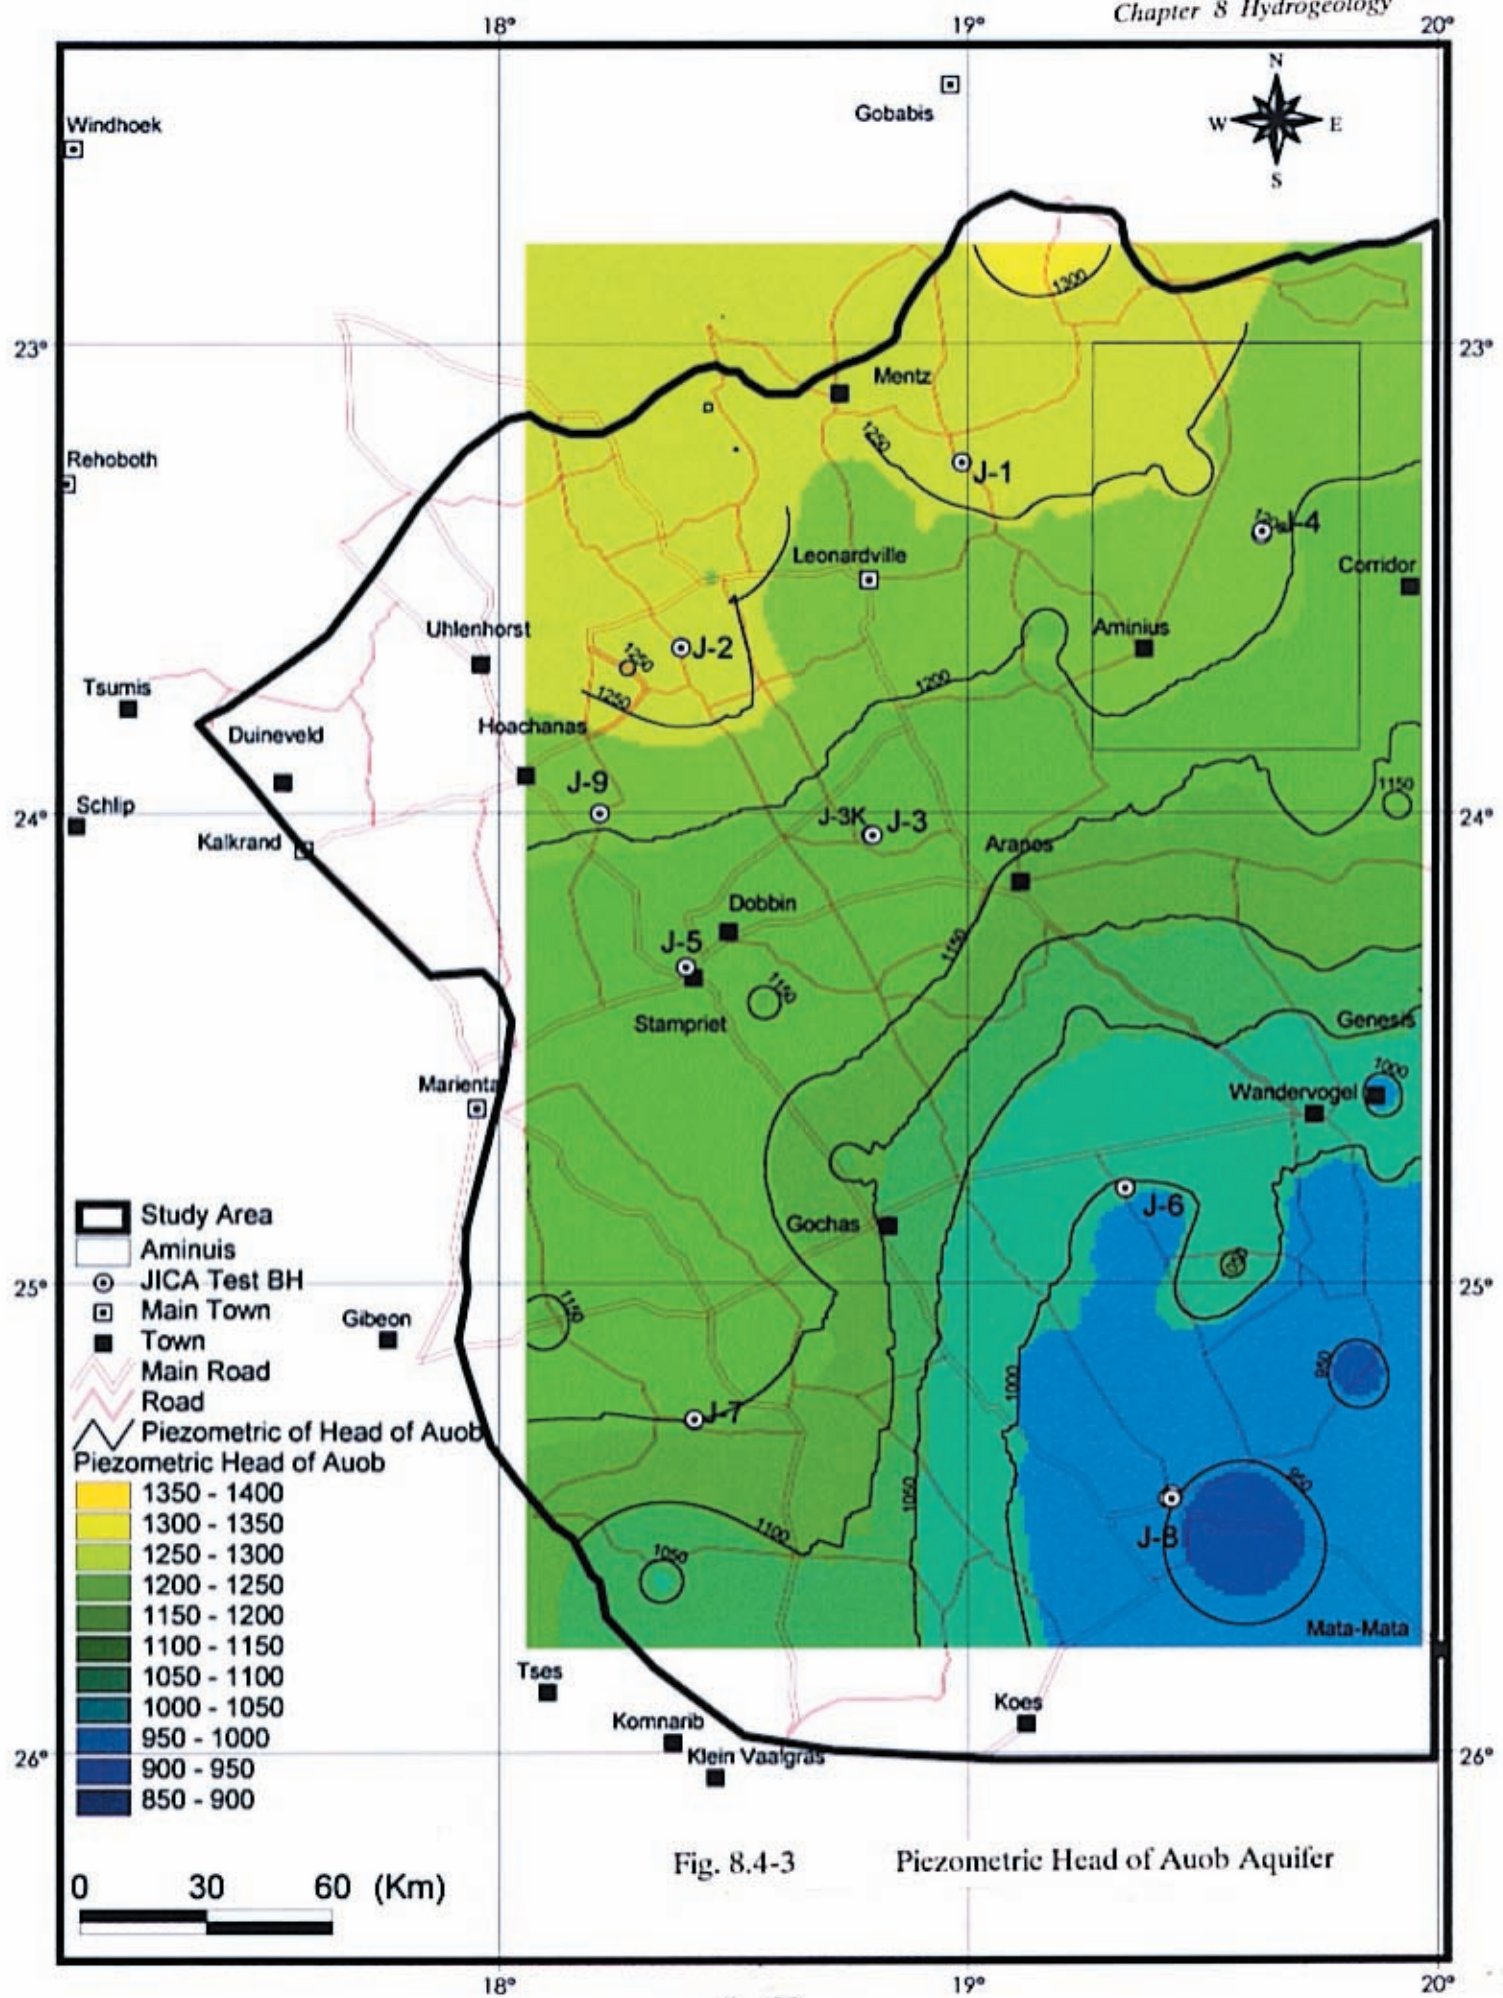 Chapter 8 Hydrogeology
18° 19° 20°
N
W E
S
Gobabis
Windhoek
1300
23° 23°
Mentz
1250
Rehoboth
J-1
J-4
Leonardville
Corridor
Uhlenhorst
Aminius
1250
J-2
Tsumis
1250
1200
Hoachanas
Duineveld
J-9
1150
Schlip
24° 24°
J-3K J-3
Kalkrand
Aranos
Dobbin
J-5
1150
1150
Stampriet
Genesis
1000
Marienta
Wandervogel
J-6
Gochas
Study Area
Aminuis
JICA Test BH
25° 25°
Main Town
1150
Gibeon
Town
950
Main Road
1000
Road
J-7
Piezometric of Head of Auob
Piezometric Head of Auob
950
1350 - 1400
1050
1300 - 1350
1100
J-8
1250 - 1300
1050
1200 - 1250
1150 - 1200
Mata-Mata
1100 - 1150
Tses
1050 - 1100
Koes
1000 - 1050
Komnarib
950 - 1000
26° 26°
Klein Vaalgras
900 - 950
850 - 900
Fig. 8.4-3 Piezometric Head of Auob Aquifer
0 30 60 (Km)
18° 19° 20°